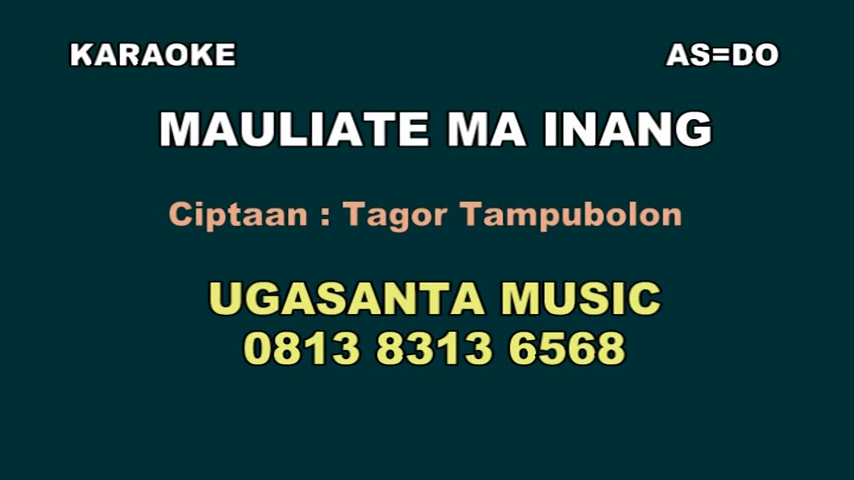 KARAOKE
AS=DO
MAULIATE MA INANG
Ciptaan : Tagor Tampubolon
UGASANTA MUSIC
0813 8313 6568